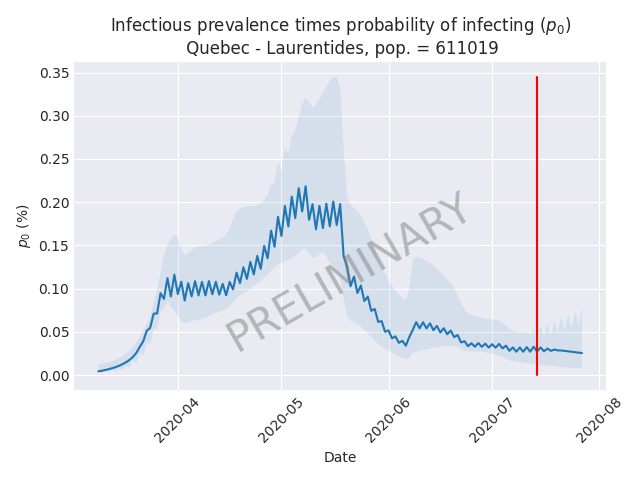 Infectious prevalence times probability of infecting (p₀)
Quebec - Laurentides, pop. = 611019
0.35
0.30
0.25
0.20
0.15
0.10
0.05
0.00
p₀ (%)
PRELIMINARY
2020-04
2020-05
2020-06
2020-07
2020-08
Date